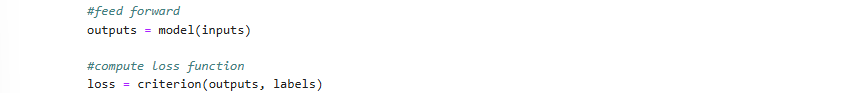 #feed forward
outputs = model(inputs)
#compute loss function
loss = criterion(outputs, labels)